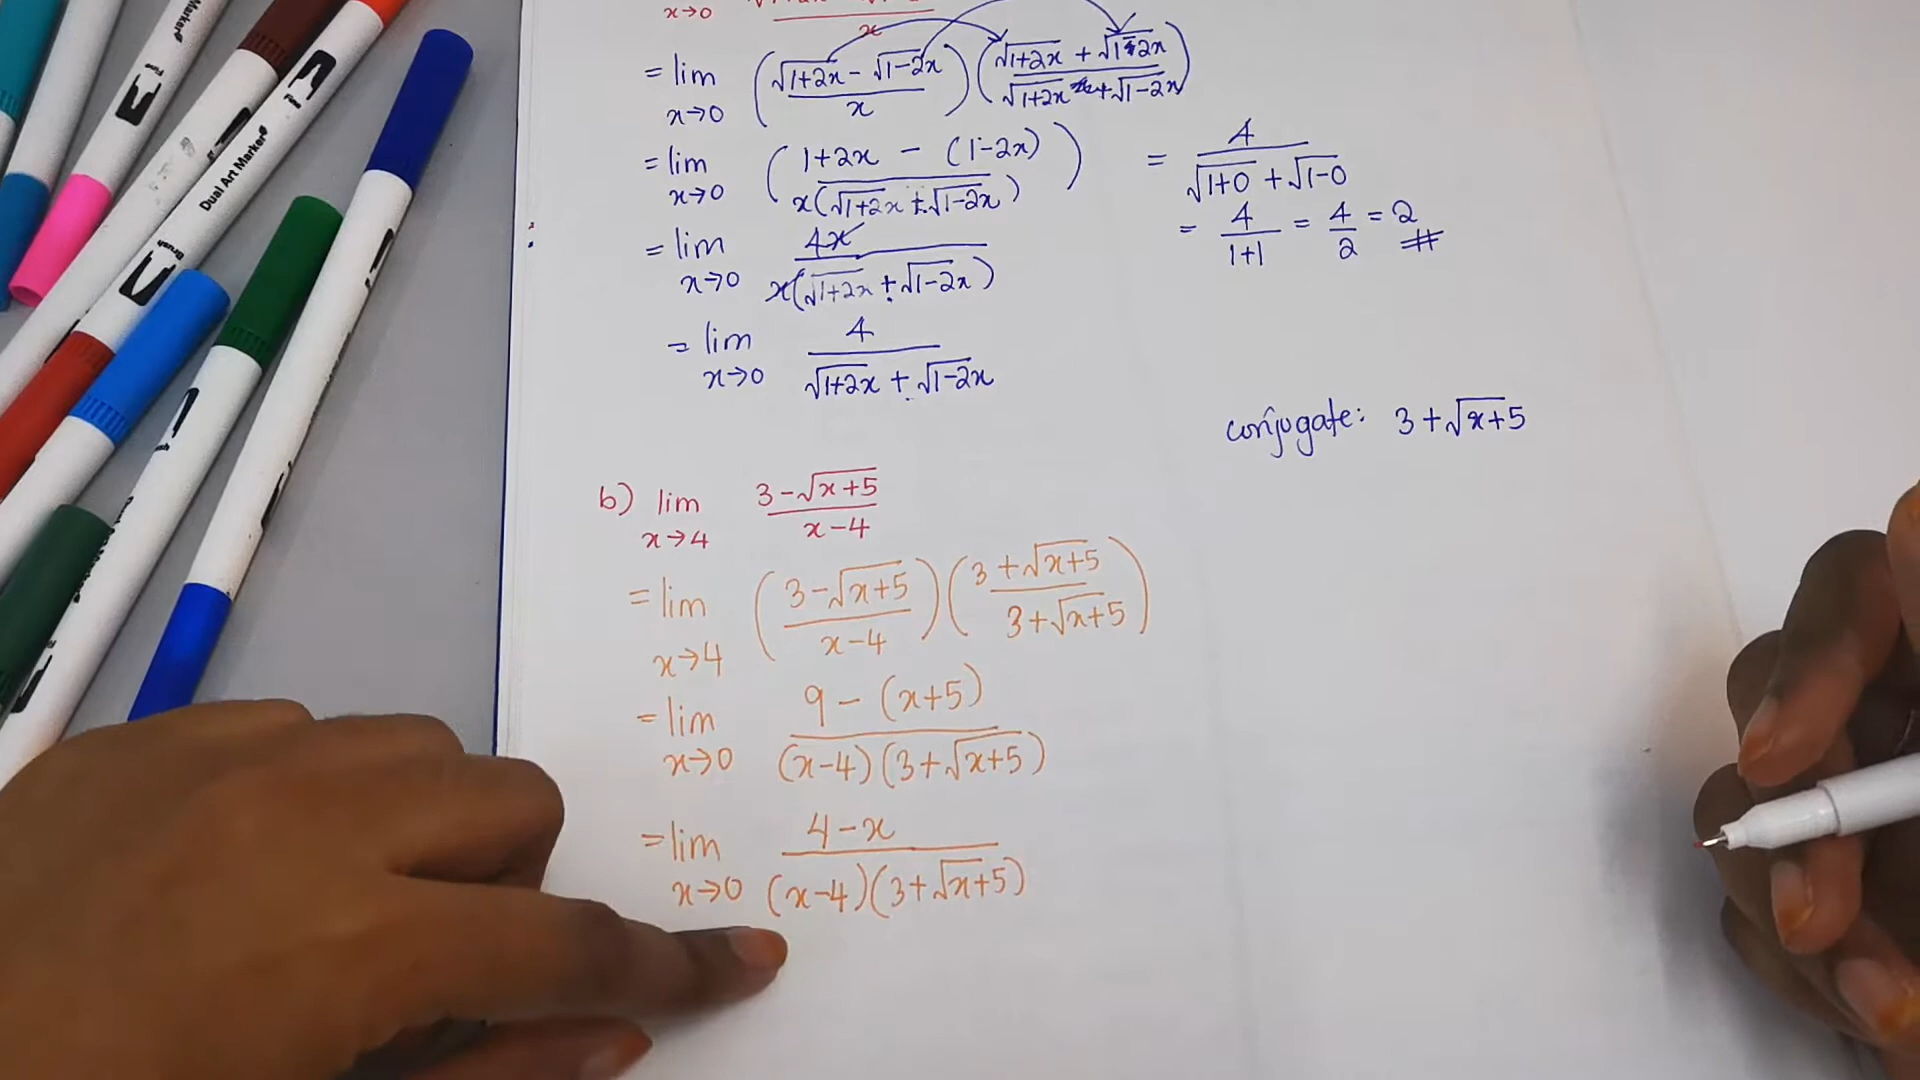 x→0 x
= lim (√1+2x − √1−2x / x) (√1+2x + √1−2x / √1+2x + √1−2x)
x→0
= lim (1+2x − (1−2x) / x(√1+2x + √1−2x)) = 4 / √1+0 + √1−0
x→0
= lim 4x / x(√1+2x + √1−2x) = 4 / 1+1 = 4/2 = 2 #
x→0
= lim 4 / √1+2x + √1−2x
x→0
conjugate: 3+√x+5
b) lim 3−√x+5 / x−4
x→4
= lim (3−√x+5 / x−4) (3+√x+5 / 3+√x+5)
x→4
= lim 9 − (x+5) / (x−4)(3+√x+5)
x→0
= lim 4−x / (x−4)(3+√x+5)
x→0
Marker
Fine
Dual Art Marker
Brush